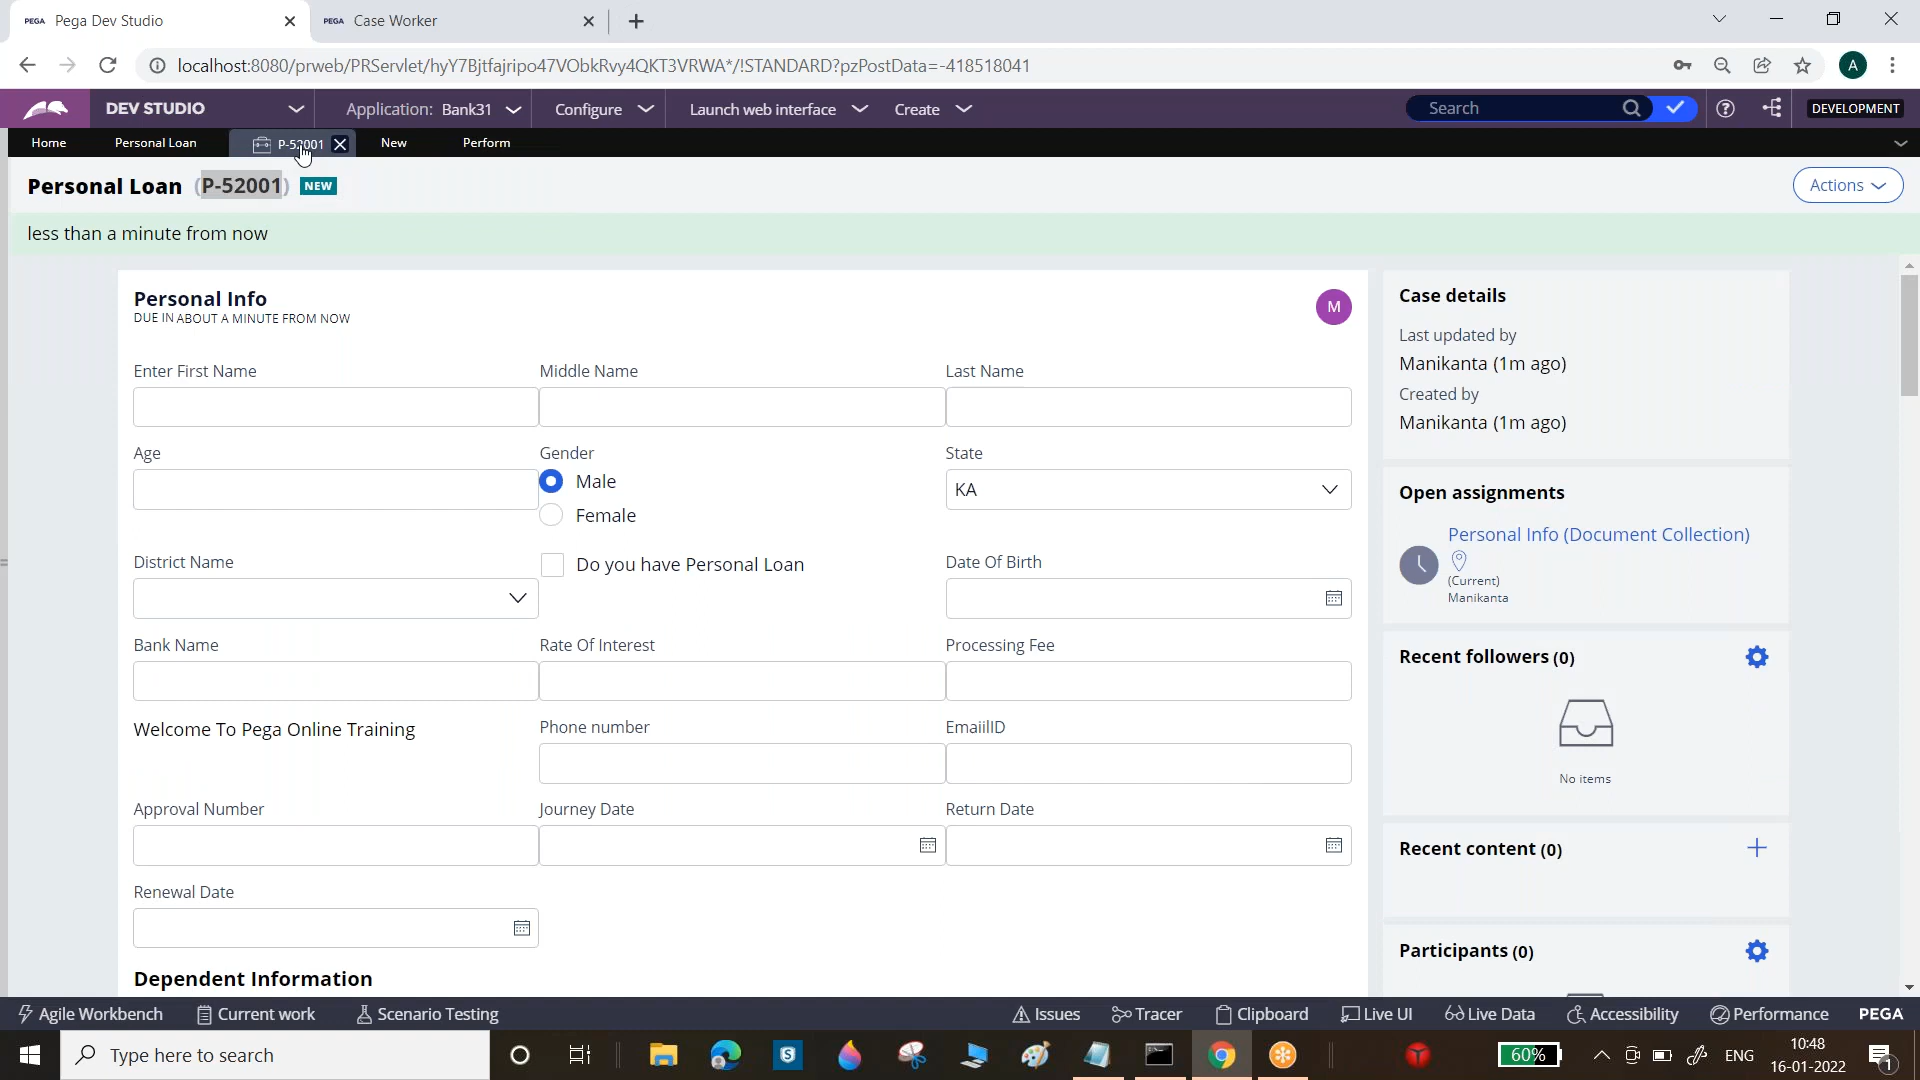 PEGA Pega Dev Studio PEGA Case Worker
localhost:8080/prweb/PRServlet/hyY7Bjtfajripo47VObkRvy4QKT3VRWA*/!STANDARD?pzPostData=-418518041 A
DEV STUDIO Application: Bank31 Configure Launch web interface Create Search DEVELOPMENT
Home Personal Loan P-52001 New Perform
Personal Loan (P-52001) NEW Actions
less than a minute from now
Personal Info
DUE IN ABOUT A MINUTE FROM NOW
M
Enter First Name Middle Name Last Name
Age Gender State
Male
KA
Female
District Name Do you have Personal Loan Date Of Birth
Bank Name Rate Of Interest Processing Fee
Welcome To Pega Online Training Phone number EmaiilID
Approval Number Journey Date Return Date
Renewal Date
Dependent Information
Case details
Last updated by
Manikanta (1m ago)
Created by
Manikanta (1m ago)
Open assignments
Personal Info (Document Collection)
(Current)
Manikanta
Recent followers (0)
No items
Recent content (0)
Participants (0)
Agile Workbench Current work Scenario Testing Issues Tracer Clipboard Live UI Live Data Accessibility Performance PEGA
Type here to search 60% ENG 10:48
16-01-2022 1